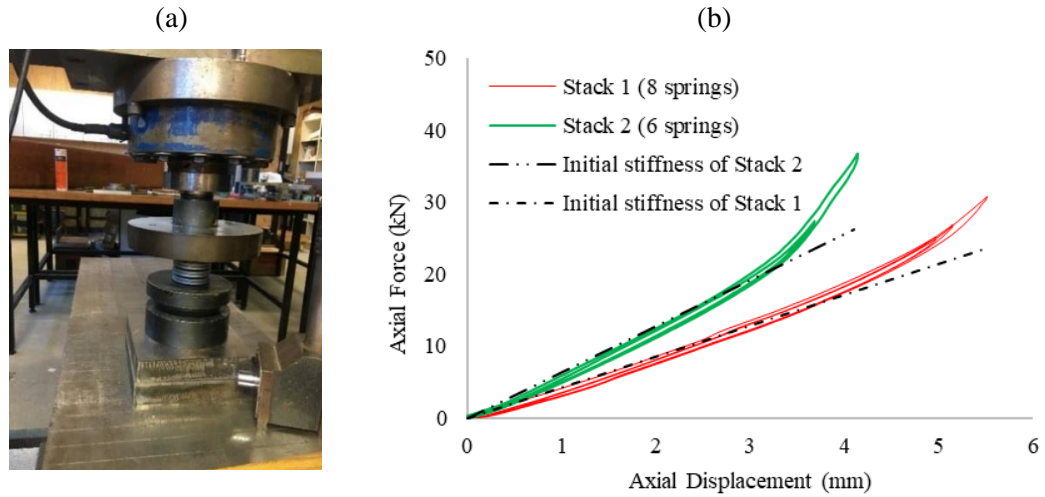 (a)
(b)
50
40
30
20
10
0
Axial Force (kN)
Stack 1 (8 springs)
Stack 2 (6 springs)
Initial stiffness of Stack 2
Initial stiffness of Stack 1
0 1 2 3 4 5 6
Axial Displacement (mm)